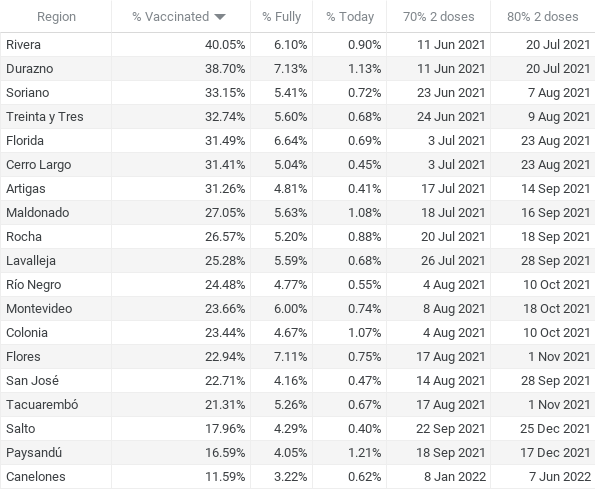 Region % Vaccinated % Fully % Today 70% 2 doses 80% 2 doses
Rivera 40.05% 6.10% 0.90% 11 Jun 2021 20 Jul 2021
Durazno 38.70% 7.13% 1.13% 11 Jun 2021 20 Jul 2021
Soriano 33.15% 5.41% 0.72% 23 Jun 2021 7 Aug 2021
Treinta y Tres 32.74% 5.60% 0.68% 24 Jun 2021 9 Aug 2021
Florida 31.49% 6.64% 0.69% 3 Jul 2021 23 Aug 2021
Cerro Largo 31.41% 5.04% 0.45% 3 Jul 2021 23 Aug 2021
Artigas 31.26% 4.81% 0.41% 17 Jul 2021 14 Sep 2021
Maldonado 27.05% 5.63% 1.08% 18 Jul 2021 16 Sep 2021
Rocha 26.57% 5.20% 0.88% 20 Jul 2021 18 Sep 2021
Lavalleja 25.28% 5.59% 0.68% 26 Jul 2021 28 Sep 2021
Río Negro 24.48% 4.77% 0.55% 4 Aug 2021 10 Oct 2021
Montevideo 23.66% 6.00% 0.74% 8 Aug 2021 18 Oct 2021
Colonia 23.44% 4.67% 1.07% 4 Aug 2021 10 Oct 2021
Flores 22.94% 7.11% 0.75% 17 Aug 2021 1 Nov 2021
San José 22.71% 4.16% 0.47% 14 Aug 2021 28 Sep 2021
Tacuarembó 21.31% 5.26% 0.67% 17 Aug 2021 1 Nov 2021
Salto 17.96% 4.29% 0.40% 22 Sep 2021 25 Dec 2021
Paysandú 16.59% 4.05% 1.21% 18 Sep 2021 17 Dec 2021
Canelones 11.59% 3.22% 0.62% 8 Jan 2022 7 Jun 2022